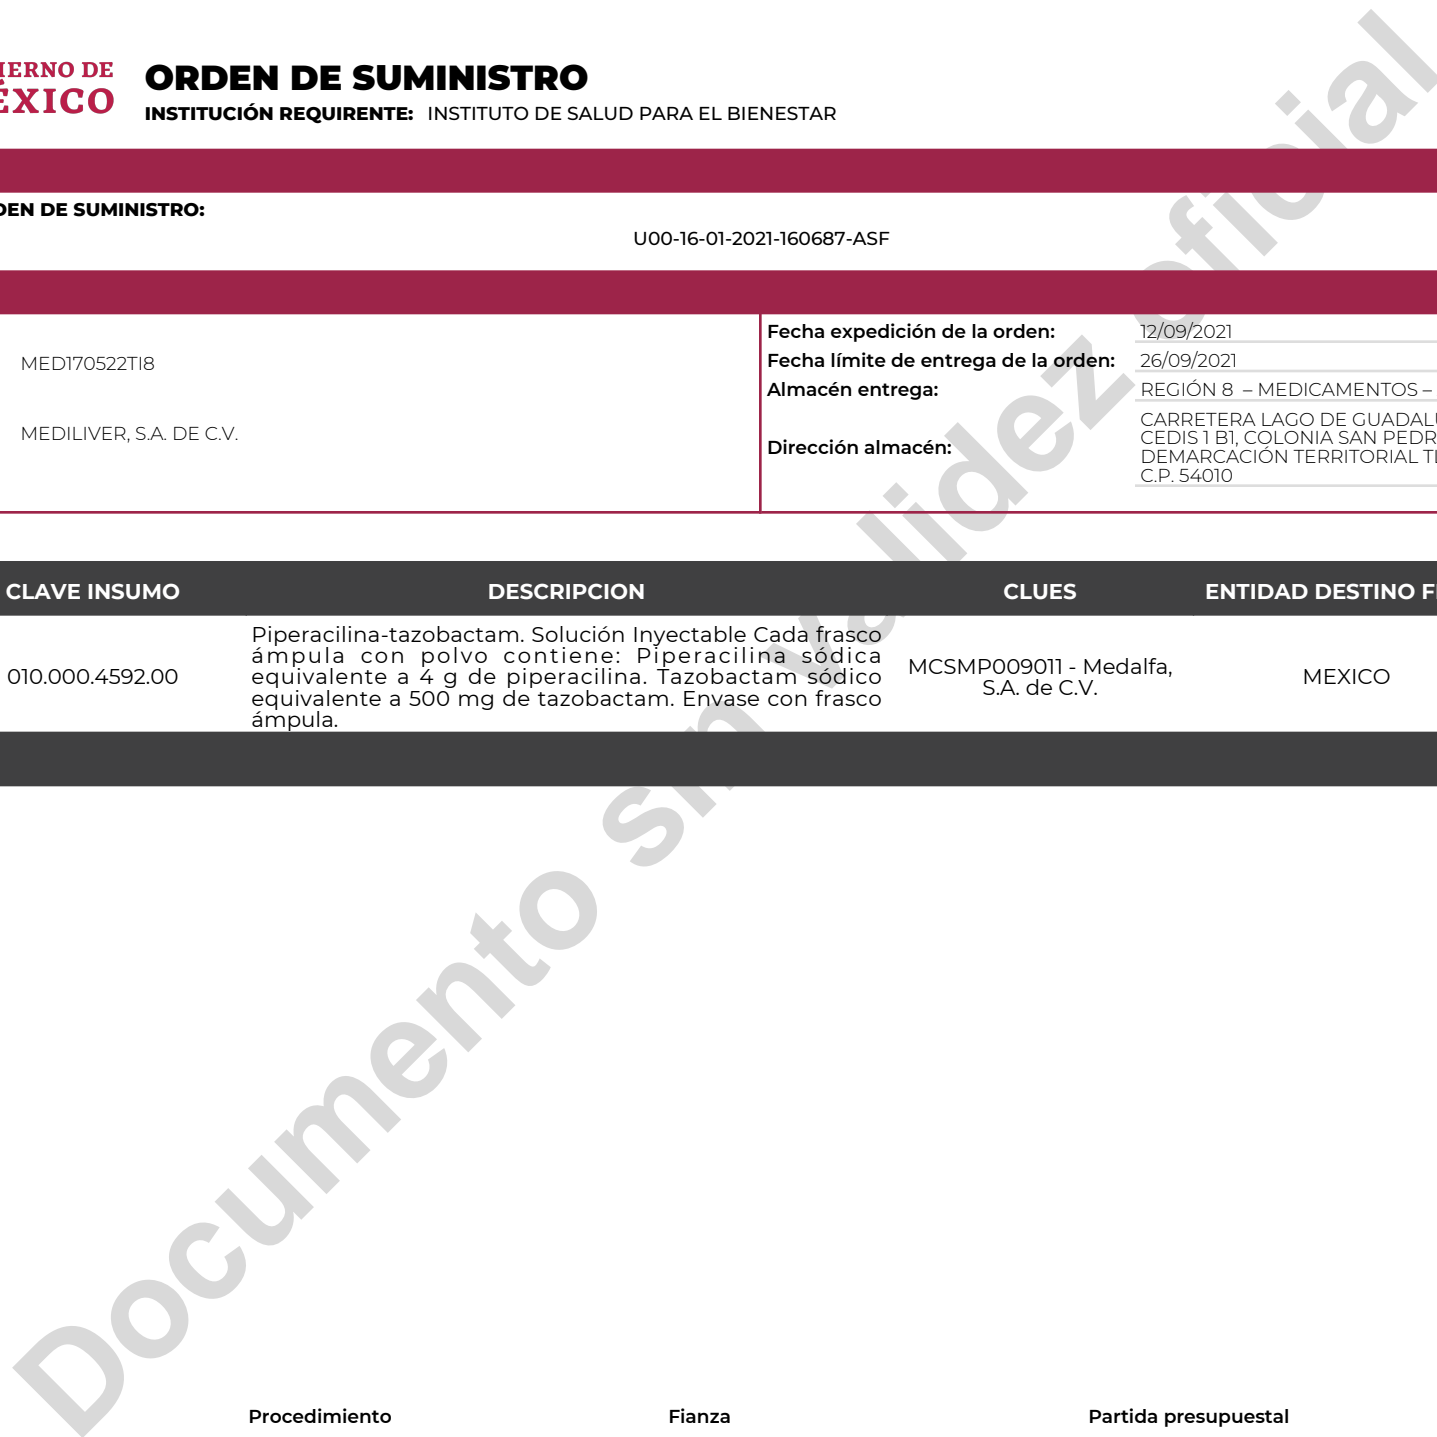 IERNO DE
ÉXICO
ORDEN DE SUMINISTRO
INSTITUCIÓN REQUIRENTE: INSTITUTO DE SALUD PARA EL BIENESTAR
DEN DE SUMINISTRO:
U00-16-01-2021-160687-ASF
MED170522TI8
MEDILIVER, S.A. DE C.V.
Fecha expedición de la orden: 12/09/2021
Fecha límite de entrega de la orden: 26/09/2021
Almacén entrega: REGIÓN 8 – MEDICAMENTOS –
Dirección almacén:
CARRETERA LAGO DE GUADALU
CEDIS 1 B1, COLONIA SAN PEDR
DEMARCACIÓN TERRITORIAL TL
C.P. 54010
CLAVE INSUMO DESCRIPCION CLUES ENTIDAD DESTINO F
010.000.4592.00
Piperacilina-tazobactam. Solución Inyectable Cada frasco
ámpula con polvo contiene: Piperacilina sódica
equivalente a 4 g de piperacilina. Tazobactam sódico
equivalente a 500 mg de tazobactam. Envase con frasco
ámpula.
MCSMP009011 - Medalfa,
S.A. de C.V.
MEXICO
Procedimiento Fianza Partida presupuestal
Documento sin validez oficial